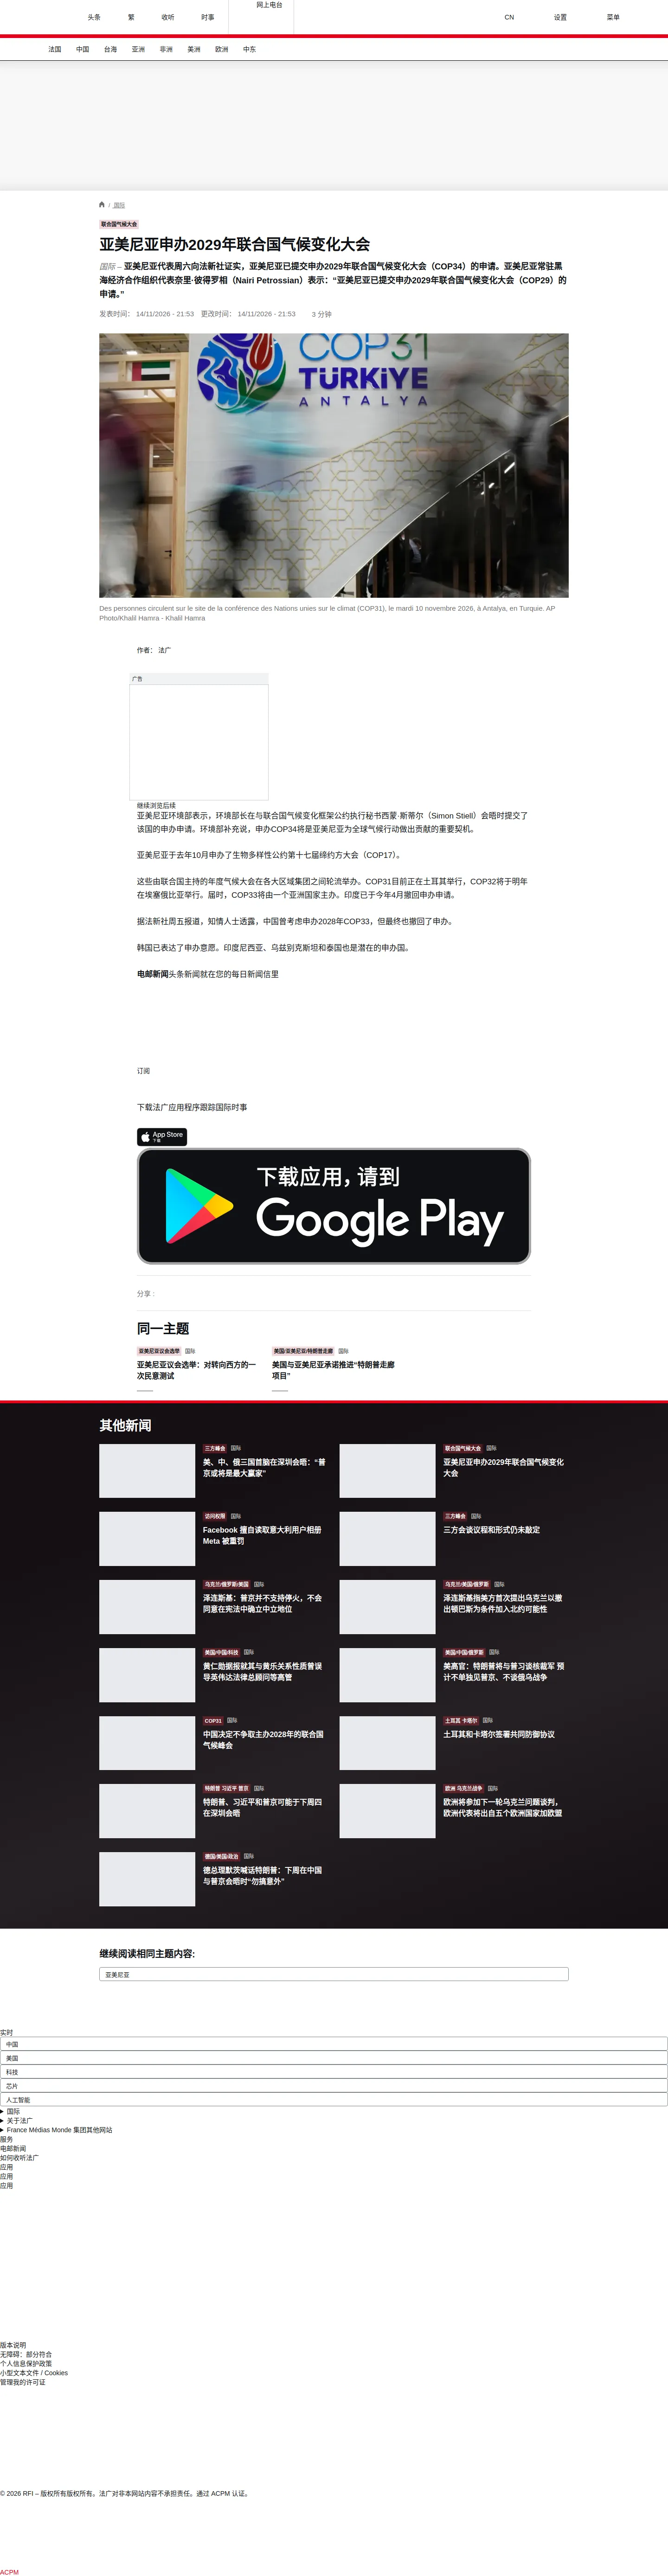 头条
繁
收听
时事
网上电台
CN
设置
菜单
法国
中国
台海
亚洲
非洲
美洲
欧洲
中东
/ 国际
联合国气候大会
亚美尼亚申办2029年联合国气候变化大会
国际 – 亚美尼亚代表周六向法新社证实，亚美尼亚已提交申办2029年联合国气候变化大会（COP34）的申请。亚美尼亚常驻黑
海经济合作组织代表奈里·彼得罗相（Nairi Petrossian）表示：“亚美尼亚已提交申办2029年联合国气候变化大会（COP29）的
申请。”
发表时间： 14/11/2026 - 21:53 更改时间： 14/11/2026 - 21:53 3 分钟
COP31
TÜRKİYE
ANTALYA
Des personnes circulent sur le site de la conférence des Nations unies sur le climat (COP31), le mardi 10 novembre 2026, à Antalya, en Turquie. AP
Photo/Khalil Hamra - Khalil Hamra
作者： 法广
广告
继续浏览后续
亚美尼亚环境部表示，环境部长在与联合国气候变化框架公约执行秘书西蒙·斯蒂尔（Simon Stiell）会晤时提交了
该国的申办申请。环境部补充说，申办COP34将是亚美尼亚为全球气候行动做出贡献的重要契机。
亚美尼亚于去年10月申办了生物多样性公约第十七届缔约方大会（COP17）。
这些由联合国主持的年度气候大会在各大区域集团之间轮流举办。COP31目前正在土耳其举行，COP32将于明年
在埃塞俄比亚举行。届时，COP33将由一个亚洲国家主办。印度已于今年4月撤回申办申请。
据法新社周五报道，知情人士透露，中国曾考虑申办2028年COP33，但最终也撤回了申办。
韩国已表达了申办意愿。印度尼西亚、乌兹别克斯坦和泰国也是潜在的申办国。
电邮新闻头条新闻就在您的每日新闻信里
订阅
下载法广应用程序跟踪国际时事
App Store
下载
下载应用，请到
Google Play
分享 :
同一主题
亚美尼亚议会选举 国际
亚美尼亚议会选举：对转向西方的一
次民意测试
美国/亚美尼亚/特朗普走廊 国际
美国与亚美尼亚承诺推进“特朗普走廊
项目”
其他新闻
三方峰会 国际
美、中、俄三国首脑在深圳会晤：“普
京或将是最大赢家”
联合国气候大会 国际
亚美尼亚申办2029年联合国气候变化
大会
访问权限 国际
Facebook 擅自读取意大利用户相册
Meta 被重罚
三方峰会 国际
三方会谈议程和形式仍未敲定
乌克兰/俄罗斯/美国 国际
泽连斯基：普京并不支持停火，不会
同意在宪法中确立中立地位
乌克兰/美国/俄罗斯 国际
泽连斯基指美方首次提出乌克兰以撤
出顿巴斯为条件加入北约可能性
美国/中国/科技 国际
黄仁勋据报就其与黄乐关系性质曾误
导英伟达法律总顾问等高管
美国/中国/俄罗斯 国际
美高官：特朗普将与普习谈核裁军 预
计不单独见普京、不谈俄乌战争
COP31 国际
中国决定不争取主办2028年的联合国
气候峰会
土耳其 卡塔尔 国际
土耳其和卡塔尔签署共同防御协议
特朗普 习近平 普京 国际
特朗普、习近平和普京可能于下周四
在深圳会晤
欧洲 乌克兰战争 国际
欧洲将参加下一轮乌克兰问题谈判，
欧洲代表将出自五个欧洲国家加欧盟
德国/美国/政治 国际
德总理默茨喊话特朗普：下周在中国
与普京会晤时“勿搞意外”
继续阅读相同主题内容:
亚美尼亚
实时
中国
美国
科技
芯片
人工智能
国际
关于法广
France Médias Monde 集团其他网站
服务
电邮新闻
如何收听法广
应用
应用
应用
版本说明
无障碍：部分符合
个人信息保护政策
小型文本文件 / Cookies
管理我的许可证
© 2026 RFI – 版权所有版权所有。法广对非本网站内容不承担责任。通过 ACPM 认证。
ACPM